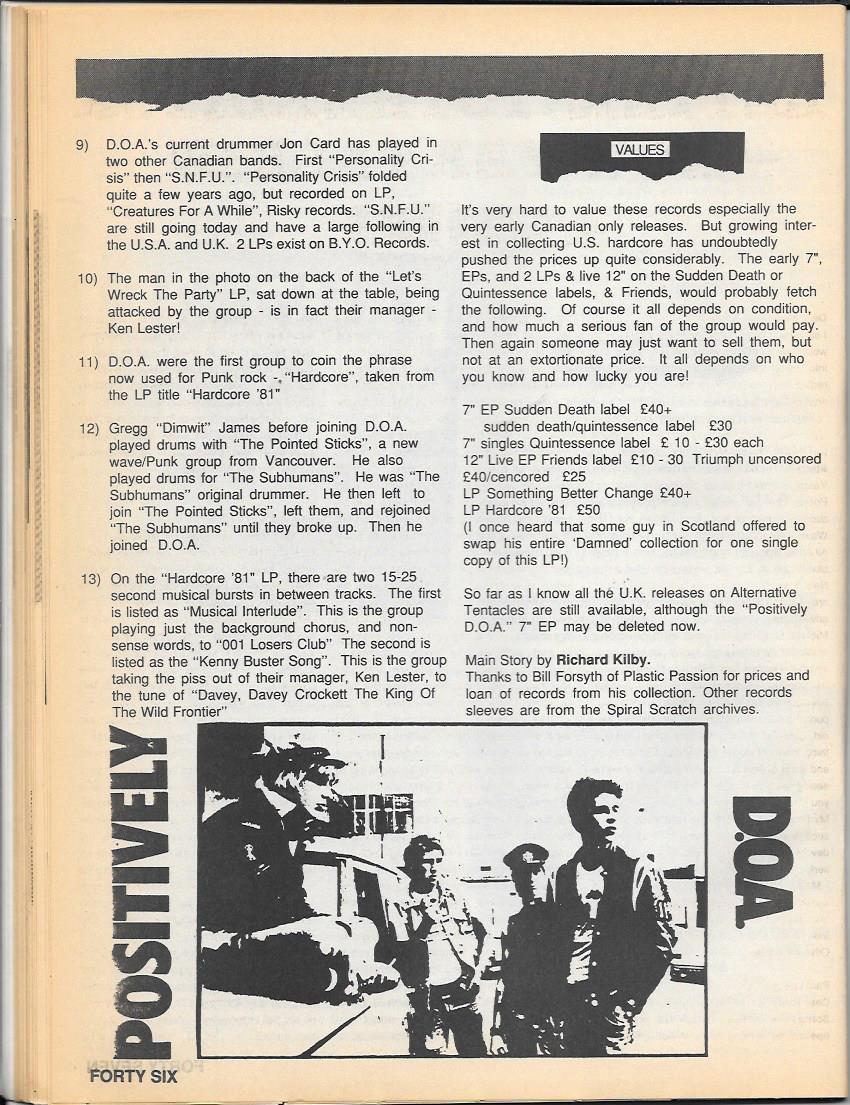 9) D.O.A.'s current drummer Jon Card has played in
two other Canadian bands. First "Personality Cri-
sis" then "S.N.F.U.". "Personality Crisis" folded
quite a few years ago, but recorded on LP,
"Creatures For A While", Risky records. "S.N.F.U."
are still going today and have a large following in
the U.S.A. and U.K. 2 LPs exist on B.Y.O. Records.
10) The man in the photo on the back of the "Let's
Wreck The Party" LP, sat down at the table, being
attacked by the group - is in fact their manager -
Ken Lester!
11) D.O.A. were the first group to coin the phrase
now used for Punk rock -, "Hardcore", taken from
the LP title "Hardcore '81"
12) Gregg "Dimwit" James before joining D.O.A.
played drums with "The Pointed Sticks", a new
wave/Punk group from Vancouver. He also
played drums for "The Subhumans". He was "The
Subhumans" original drummer. He then left to
join "The Pointed Sticks", left them, and rejoined
"The Subhumans" until they broke up. Then he
joined D.O.A.
13) On the "Hardcore '81" LP, there are two 15-25
second musical bursts in between tracks. The first
is listed as "Musical Interlude". This is the group
playing just the background chorus, and non-
sense words, to "001 Losers Club" The second is
listed as the "Kenny Buster Song". This is the group
taking the piss out of their manager, Ken Lester, to
the tune of "Davey, Davey Crockett The King Of
The Wild Frontier"
VALUES
It's very hard to value these records especially the
very early Canadian only releases. But growing inter-
est in collecting U.S. hardcore has undoubtedly
pushed the prices up quite considerably. The early 7",
EPs, and 2 LPs & live 12" on the Sudden Death or
Quintessence labels, & Friends, would probably fetch
the following. Of course it all depends on condition,
and how much a serious fan of the group would pay.
Then again someone may just want to sell them, but
not at an extortionate price. It all depends on who
you know and how lucky you are!
7" EP Sudden Death label £40+
sudden death/quintessence label £30
7" singles Quintessence label £ 10 - £30 each
12" Live EP Friends label £10 - 30 Triumph uncensored
£40/cencored £25
LP Something Better Change £40+
LP Hardcore '81 £50
(I once heard that some guy in Scotland offered to
swap his entire 'Damned' collection for one single
copy of this LP!)
So far as I know all the U.K. releases on Alternative
Tentacles are still available, although the "Positively
D.O.A." 7" EP may be deleted now.
Main Story by Richard Kilby.
Thanks to Bill Forsyth of Plastic Passion for prices and
loan of records from his collection. Other records
sleeves are from the Spiral Scratch archives.
POSITIVELY
D.O.A.
FORTY SIX
FORTY SEVEN